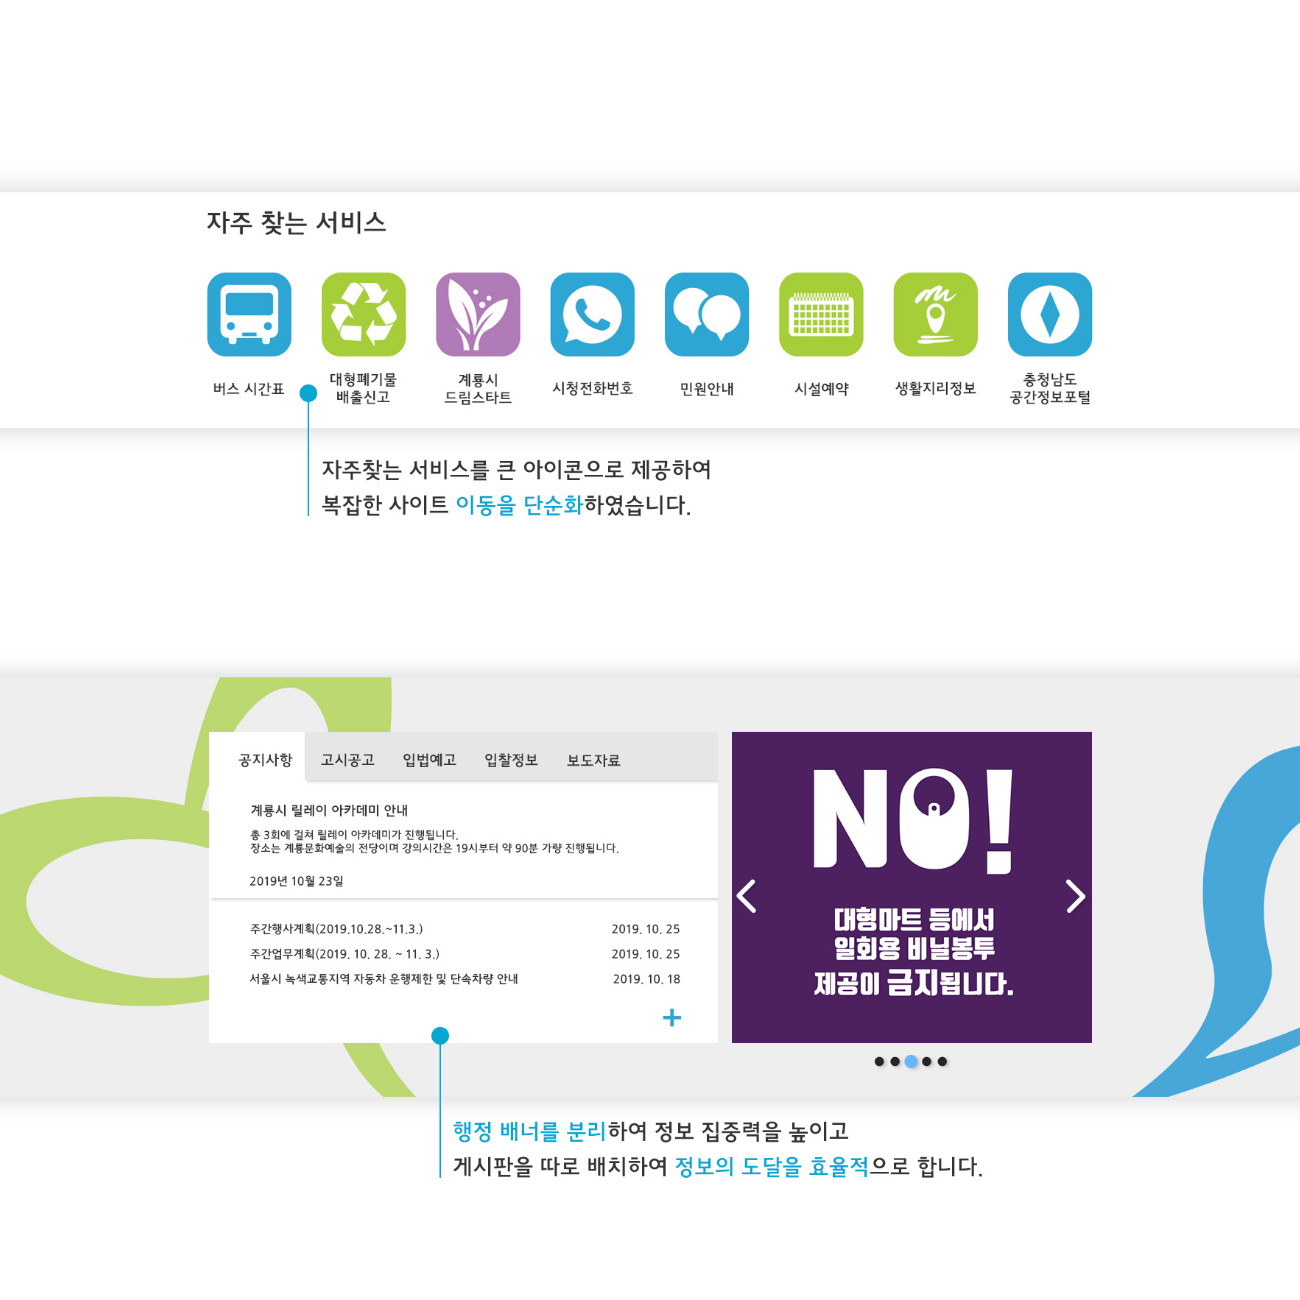 자주 찾는 서비스
버스 시간표
대형폐기물
배출신고
계룡시
드림스타트
시청전화번호
민원안내
시설예약
생활지리정보
충청남도
공간정보포털
자주찾는 서비스를 큰 아이콘으로 제공하여
복잡한 사이트 이동을 단순화하였습니다.
공지사항 고시공고 입법예고 입찰정보 보도자료
계룡시 릴레이 아카데미 안내
총 3회에 걸쳐 릴레이 아카데미가 진행됩니다.
장소는 계룡문화예술의 전당이며 강의시간은 19시부터 약 90분 가량 진행됩니다.
2019년 10월 23일
주간행사계획(2019.10.28.~11.3.) 2019. 10. 25
주간업무계획(2019. 10. 28. ~ 11. 3.) 2019. 10. 25
서울시 녹색교통지역 자동차 운행제한 및 단속차량 안내 2019. 10. 18
NO!
대형마트 등에서
일회용 비닐봉투
제공이 금지됩니다.
행정 배너를 분리하여 정보 집중력을 높이고
게시판을 따로 배치하여 정보의 도달을 효율적으로 합니다.